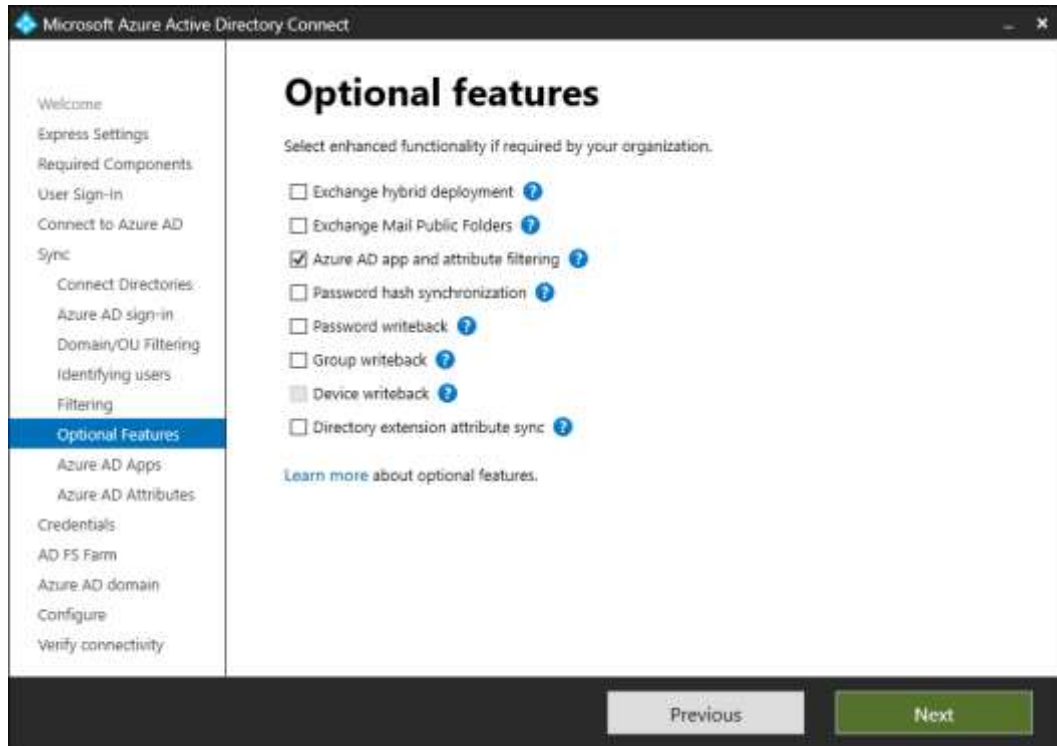 Microsoft Azure Active Directory Connect
Welcome
Express Settings
Required Components
User Sign-In
Connect to Azure AD
Sync
Connect Directories
Azure AD sign-in
Domain/OU Filtering
Identifying users
Filtering
Optional Features
Azure AD Apps
Azure AD Attributes
Credentials
AD FS Farm
Azure AD domain
Configure
Verify connectivity
Optional features
Select enhanced functionality if required by your organization.
Exchange hybrid deployment ?
Exchange Mail Public Folders ?
Azure AD app and attribute filtering ?
Password hash synchronization ?
Password writeback ?
Group writeback ?
Device writeback ?
Directory extension attribute sync ?
Learn more about optional features.
Previous
Next